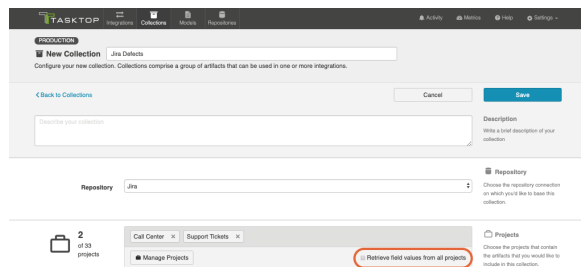 TASKTOP
Integrations
Collections
Models
Repositories
Activity
Metrics
Help
Settings
PRODUCTION
New Collection
Jira Defects
Configure your new collection. Collections comprise a group of artifacts that can be used in one or more integrations.
Back to Collections
Cancel
Save
Describe your collection
Description
Write a brief description of your
collection
Repository
Jira
Repository
Choose the repository connection
on which you'd like to base this
collection.
2
of 33
projects
Call Center ×
Support Tickets ×
Manage Projects
Retrieve field values from all projects
Projects
Choose the projects that contain
the artifacts that you would like to
include in this collection.